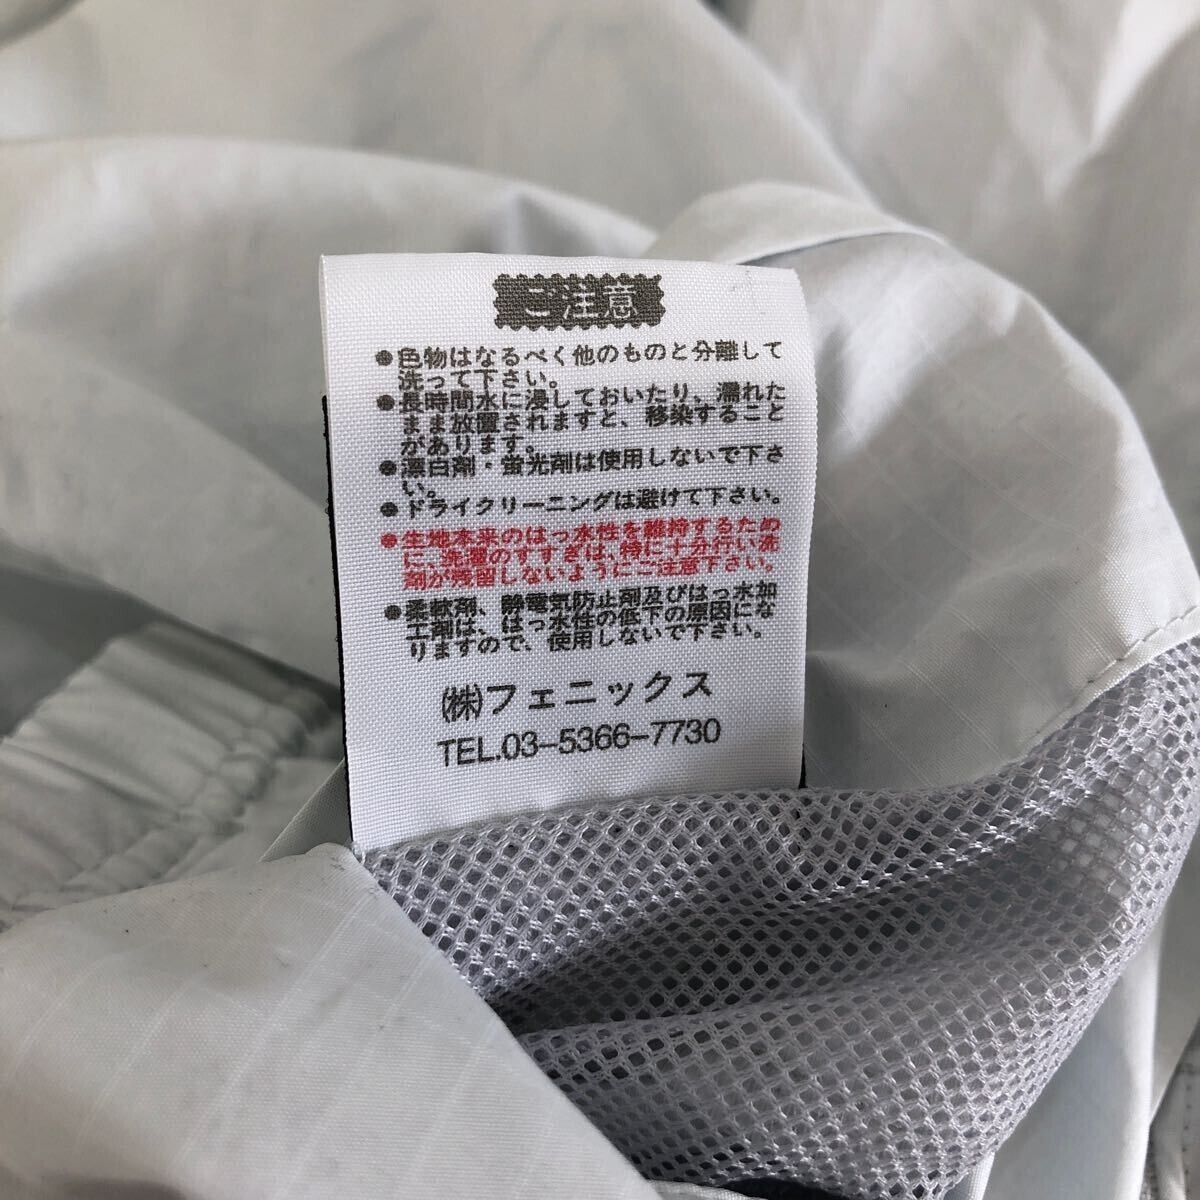 ご注意
●色物はなるべく他のものと分離して
洗って下さい。
●長時間水に浸しておいたり、濡れた
まま放置されますと、移染すること
があります。
●漂白剤・蛍光剤は使用しないで下さ
い。
●ドライクリーニングは避けて下さい。
●生地本来のはっ水性を維持するため
に、洗濯のすすぎは、特に十分行い洗
剤が残留しないようにご注意下さい。
●柔軟剤、静電気防止剤及びはっ水加
工剤は、はっ水性の低下の原因にな
りますので、使用しないで下さい。
㈱フェニックス
TEL.03-5366-7730